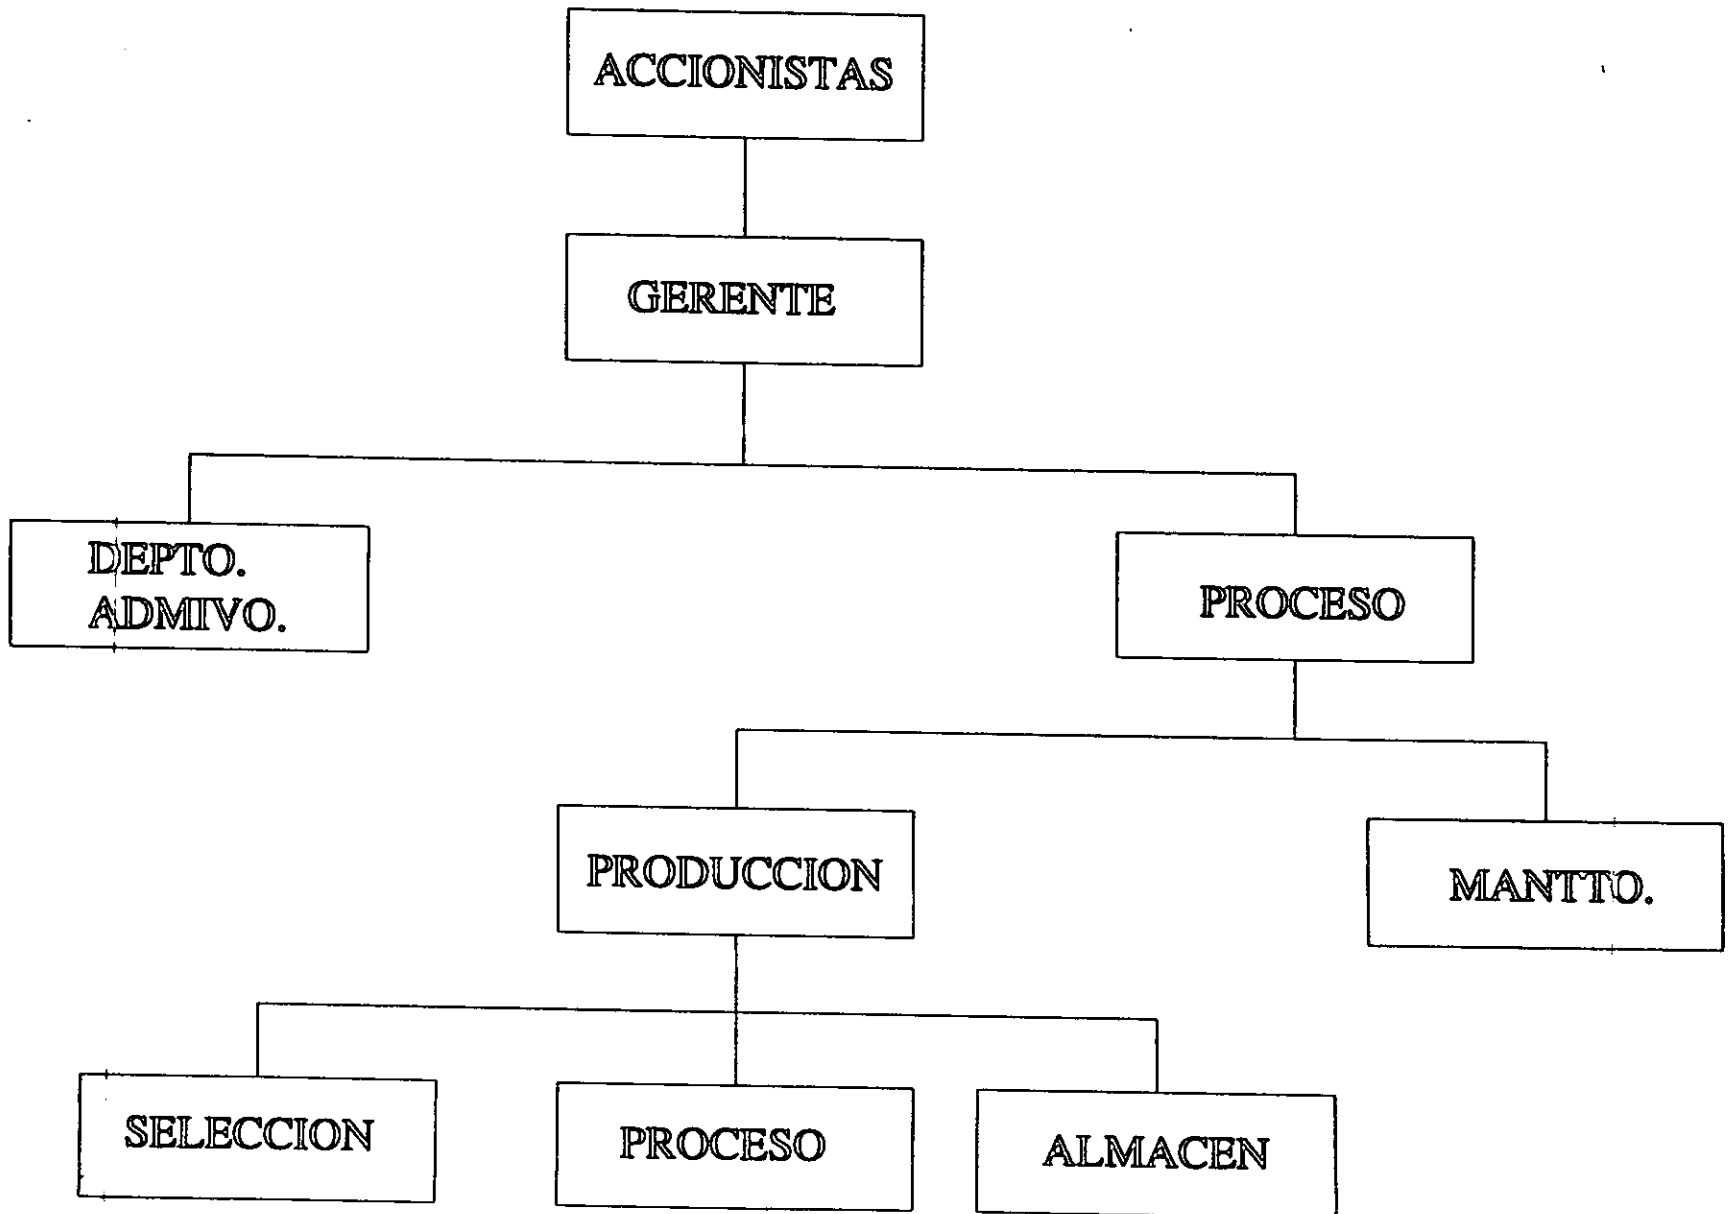 ACCIONISTAS
GERENTE
DEPTO.
ADMIVO.
PROCESO
PRODUCCION
MANTTO.
SELECCION
PROCESO
ALMACEN